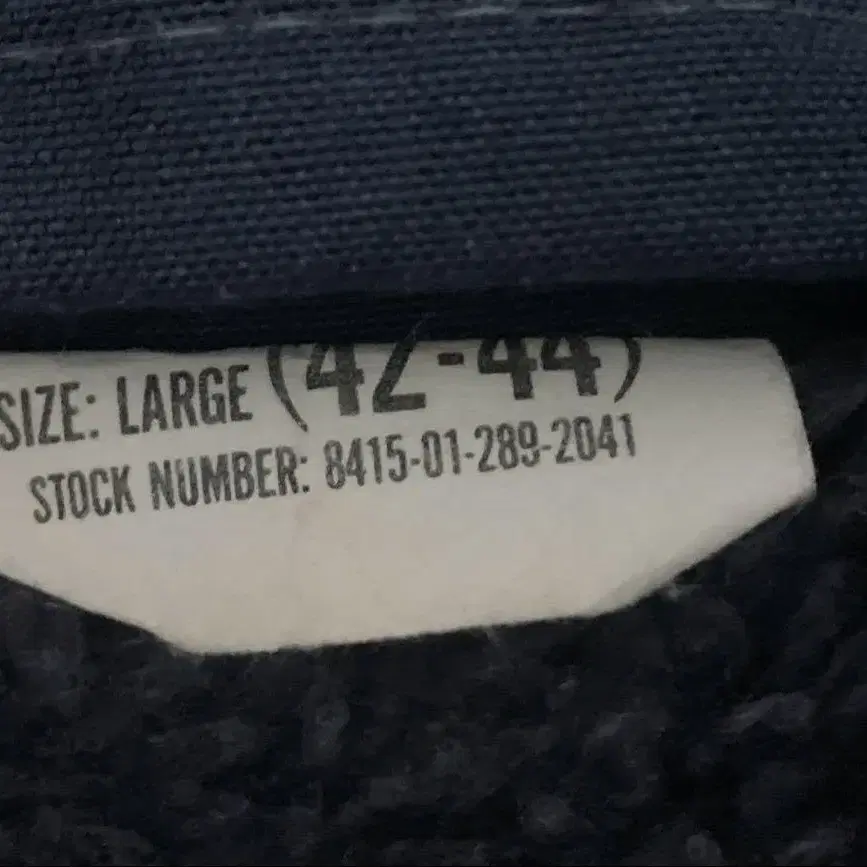 SIZE: LARGE (42-44)
STOCK NUMBER: 8415-01-289-2041